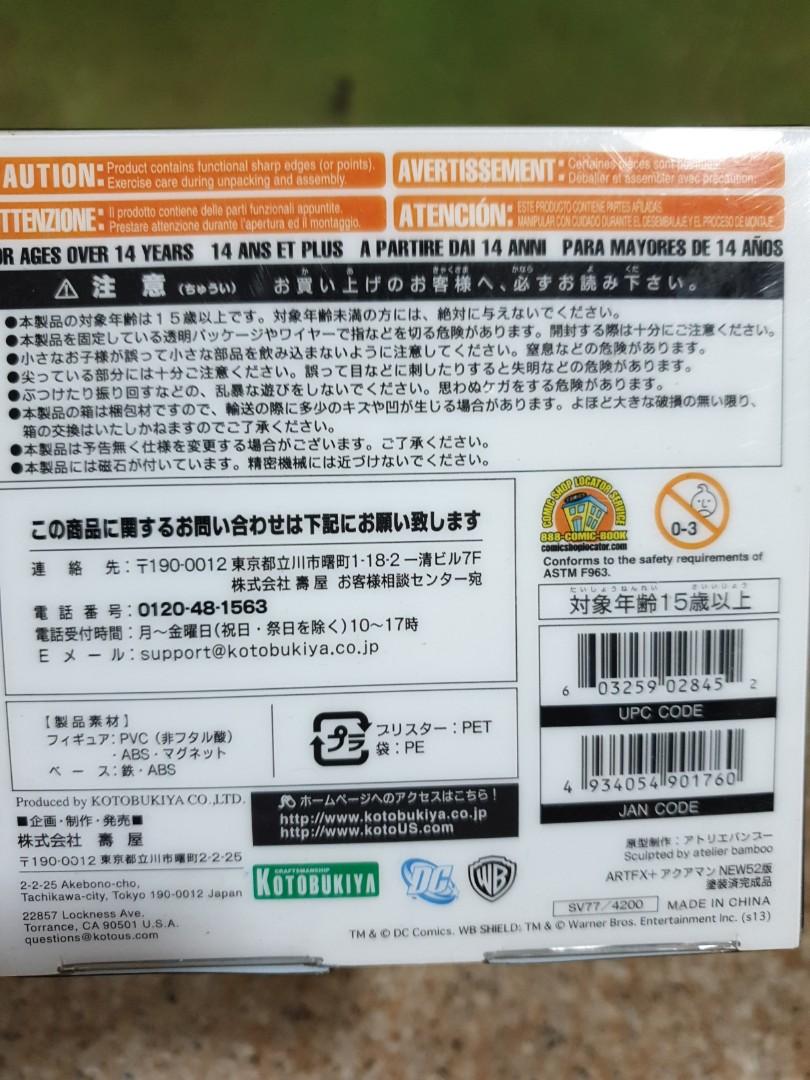 AUTION: Product contains functional sharp edges (or points).
Exercise care during unpacking and assembly.
AVERTISSEMENT: Certaines pièces sont pointues.
Déballer et assembler avec précaution.
TTENZIONE: Il prodotto contiene delle parti funzionali appuntite.
Prestare attenzione durante l'apertura ed il montaggio.
ATENCIÓN: ESTE PRODUCTO CONTIENE PARTES AFILADAS.
MANIPULAR CON CUIDADO DURANTE EL DESEMBALAJE Y EL PROCESO DE MONTAJE
OR AGES OVER 14 YEARS 14 ANS ET PLUS A PARTIRE DAI 14 ANNI PARA MAYORES DE 14 AÑOS
注意(ちゅうい) お買い上げのお客様へ、必ずお読み下さい。
●本製品の対象年齢は15歳以上です。対象年齢未満の方には、絶対に与えないでください。
●本製品を固定している透明パッケージやワイヤーで指などを切る危険があります。開封する際は十分にご注意ください。
●小さなお子様が誤って小さな部品を飲み込まないように注意してください。窒息などの危険があります。
●尖っている部分には十分ご注意ください。誤って目などに刺したりすると失明などの危険があります。
●ぶつけたり振り回すなどの、乱暴な遊びをしないでください。思わぬケガをする危険があります。
●本製品の箱は梱包材ですので、輸送の際に多少のキズや凹が生じる場合があります。よほど大きな破損の無い限り、
箱の交換はいたしかねますのでご了承ください。
●本製品は予告無く仕様を変更する場合がございます。ご了承ください。
●本製品には磁石が付いています。精密機械には近づけないでください。
この商品に関するお問い合わせは下記にお願い致します
連絡先:〒190-0012 東京都立川市曙町1-18-2 一清ビル7F
株式会社 壽屋 お客様相談センター宛
電話番号:0120-48-1563
電話受付時間:月~金曜日(祝日・祭日を除く)10~17時
Eメール:support@kotobukiya.co.jp
COMIC SHOP LOCATOR SERVICE
COMICS
888-COMIC-BOOK
comicshoplocator.com
0-3
Conforms to the safety requirements of
ASTM F963.
たいしょうねんれい さいいじょう
対象年齢15歳以上
6 03259 02845 2
UPC CODE
4 934054 901760
JAN CODE
【製品素材】
フィギュア:PVC(非フタル酸)
・ABS・マグネット
ベース:鉄・ABS
プラ
ブリスター:PET
袋:PE
Produced by KOTOBUKIYA CO.,LTD.
■企画・制作・発売■
株式会社 壽屋
〒190-0012 東京都立川市曙町2-2-25
2-2-25 Akebono-cho,
Tachikawa-city, Tokyo 190-0012 Japan
22857 Lockness Ave.
Torrance, CA 90501 U.S.A.
questions@kotous.com
ホームページへのアクセスはこちら!
http://www.kotobukiya.co.jp
http://www.kotoUS.com
CRAFTSMANSHIP
KOTOBUKIYA
DC
WB
原型制作:アトリエバンブー
Sculpted by atelier bamboo
ARTFX+ アクアマン NEW52版
塗装済完成品
SV77/4200 MADE IN CHINA
TM & © DC Comics. WB SHIELD: TM & © Warner Bros. Entertainment Inc. (s13)